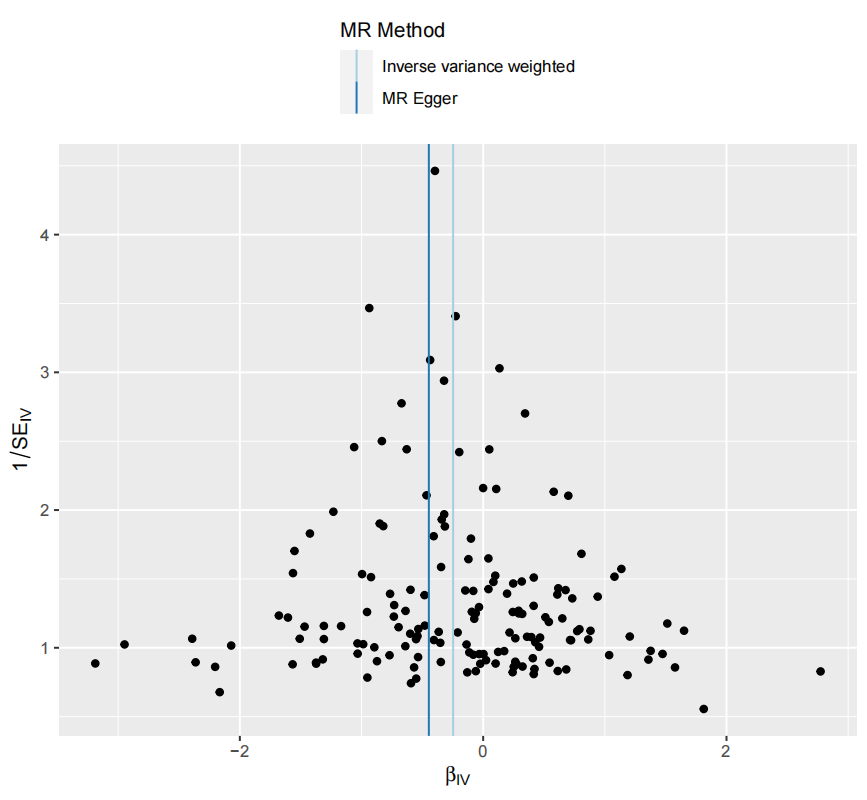 MR Method
Inverse variance weighted
MR Egger
4
3
2
1
1/SE_IV
−2
0
2
β_IV